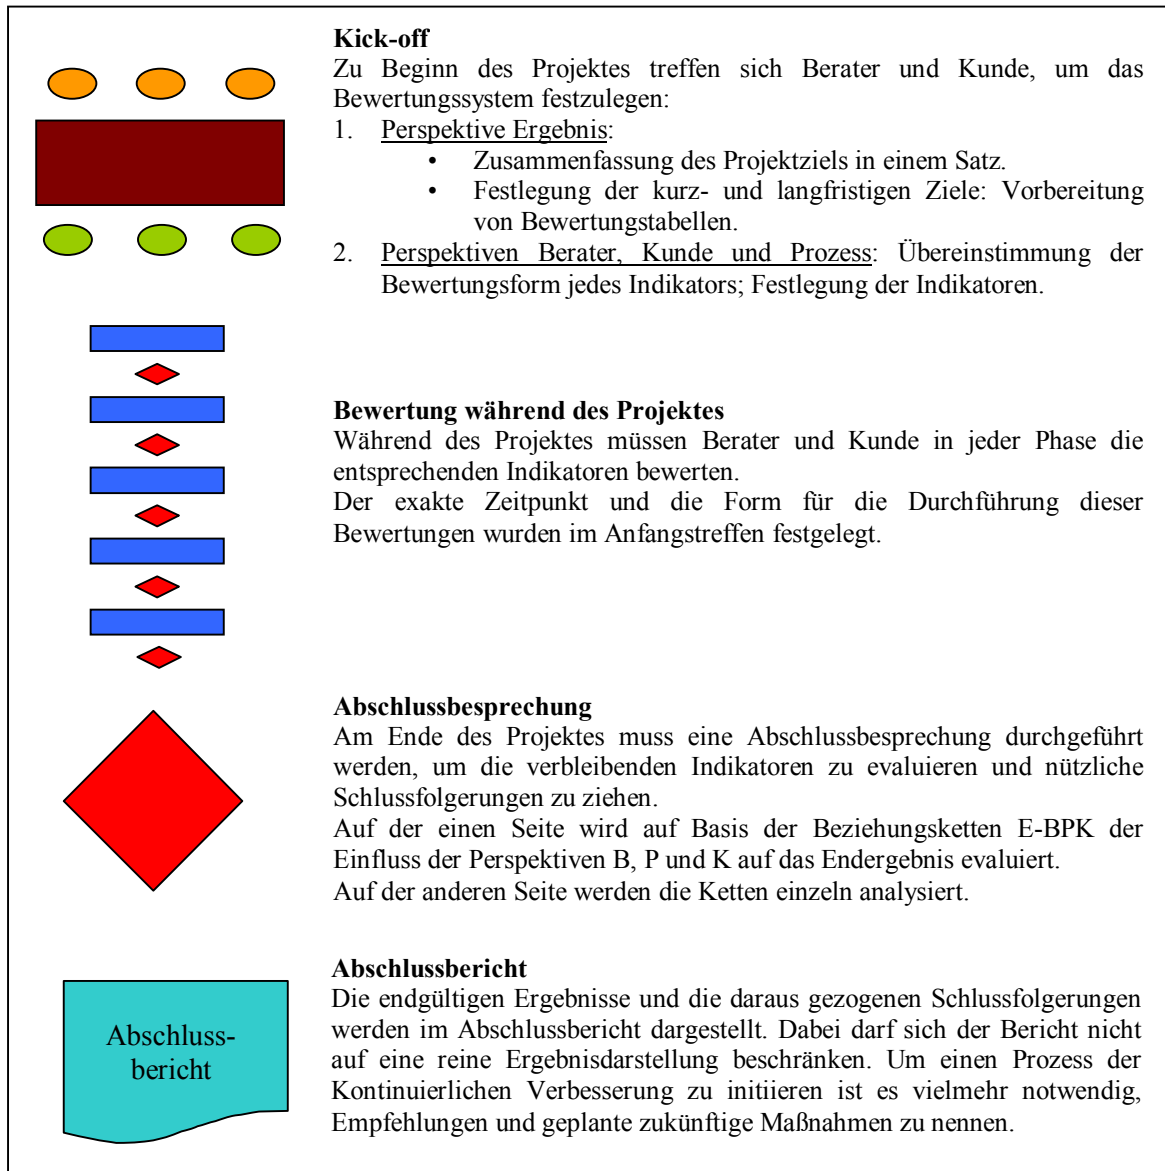 Kick-off
Zu Beginn des Projektes treffen sich Berater und Kunde, um das
Bewertungssystem festzulegen:
1. Perspektive Ergebnis:
• Zusammenfassung des Projektziels in einem Satz.
• Festlegung der kurz- und langfristigen Ziele: Vorbereitung
von Bewertungstabellen.
2. Perspektiven Berater, Kunde und Prozess: Übereinstimmung der
Bewertungsform jedes Indikators; Festlegung der Indikatoren.
Bewertung während des Projektes
Während des Projektes müssen Berater und Kunde in jeder Phase die
entsprechenden Indikatoren bewerten.
Der exakte Zeitpunkt und die Form für die Durchführung dieser
Bewertungen wurden im Anfangstreffen festgelegt.
Abschlussbesprechung
Am Ende des Projektes muss eine Abschlussbesprechung durchgeführt
werden, um die verbleibenden Indikatoren zu evaluieren und nützliche
Schlussfolgerungen zu ziehen.
Auf der einen Seite wird auf Basis der Beziehungsketten E-BPK der
Einfluss der Perspektiven B, P und K auf das Endergebnis evaluiert.
Auf der anderen Seite werden die Ketten einzeln analysiert.
Abschluss-
bericht
Abschlussbericht
Die endgültigen Ergebnisse und die daraus gezogenen Schlussfolgerungen
werden im Abschlussbericht dargestellt. Dabei darf sich der Bericht nicht
auf eine reine Ergebnisdarstellung beschränken. Um einen Prozess der
Kontinuierlichen Verbesserung zu initiieren ist es vielmehr notwendig,
Empfehlungen und geplante zukünftige Maßnahmen zu nennen.